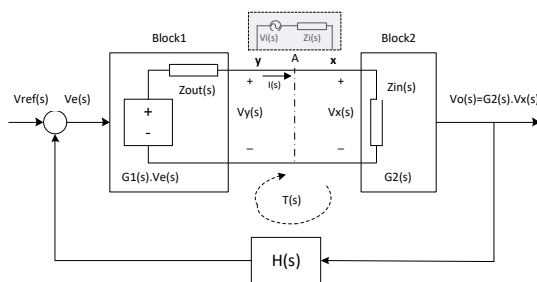 Block1
Vi(s)
Zi(s)
Block2
y
A
x
Vref(s)
Ve(s)
Zout(s)
I(s)
+
+
Zin(s)
Vo(s)=G2(s).Vx(s)
+
-
Vy(s)
Vx(s)
–
–
G1(s).Ve(s)
G2(s)
T(s)
H(s)